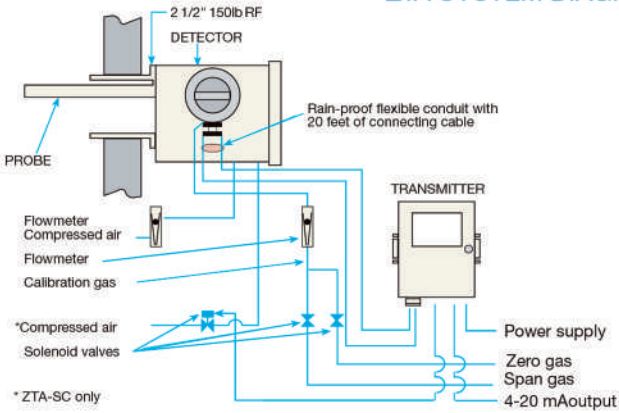 2 1/2" 150lb RF
DETECTOR
Rain-proof flexible conduit with
20 feet of connecting cable
PROBE
TRANSMITTER
Flowmeter
Compressed air
Flowmeter
Calibration gas
*Compressed air
Solenoid valves
Power supply
Zero gas
Span gas
4-20 mAoutput
* ZTA-SC only